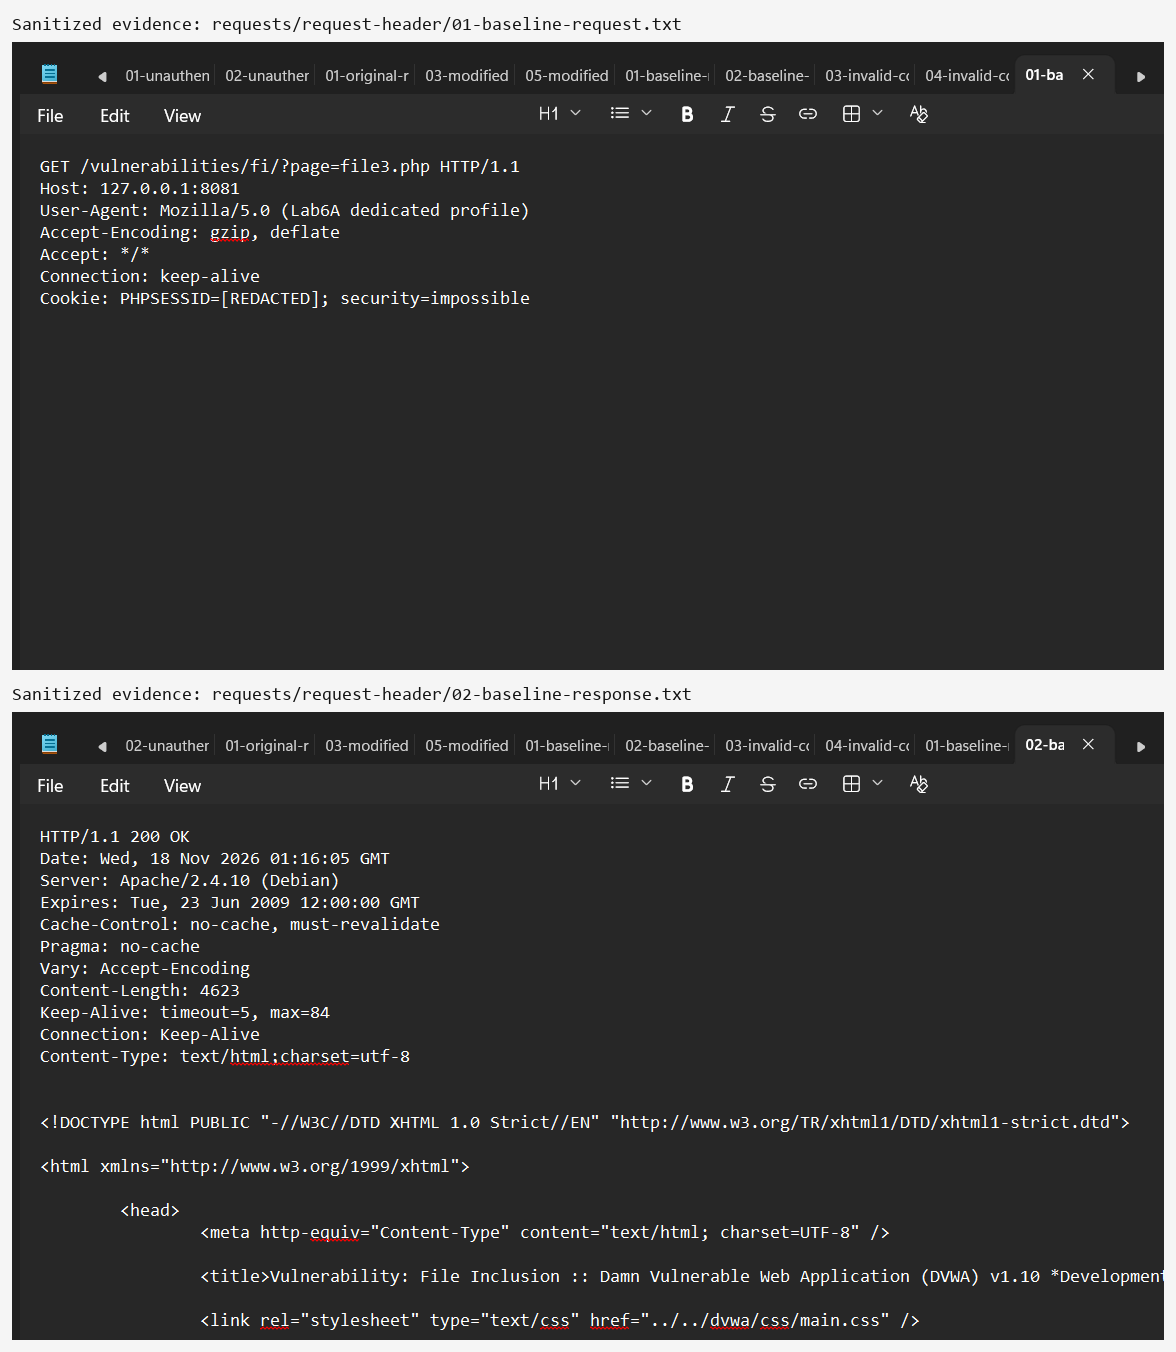 Sanitized evidence: requests/request-header/01-baseline-request.txt
01-unauthen 02-unauther 01-original-r 03-modified 05-modified 01-baseline- 02-baseline- 03-invalid-co 04-invalid-co 01-ba
File Edit View H1 B I S Ab
GET /vulnerabilities/fi/?page=file3.php HTTP/1.1
Host: 127.0.0.1:8081
User-Agent: Mozilla/5.0 (Lab6A dedicated profile)
Accept-Encoding: gzip, deflate
Accept: */*
Connection: keep-alive
Cookie: PHPSESSID=[REDACTED]; security=impossible
Sanitized evidence: requests/request-header/02-baseline-response.txt
02-unauther 01-original-r 03-modified 05-modified 01-baseline- 02-baseline- 03-invalid-co 04-invalid-co 01-baseline- 02-ba
File Edit View H1 B I S Ab
HTTP/1.1 200 OK
Date: Wed, 18 Nov 2026 01:16:05 GMT
Server: Apache/2.4.10 (Debian)
Expires: Tue, 23 Jun 2009 12:00:00 GMT
Cache-Control: no-cache, must-revalidate
Pragma: no-cache
Vary: Accept-Encoding
Content-Length: 4623
Keep-Alive: timeout=5, max=84
Connection: Keep-Alive
Content-Type: text/html;charset=utf-8
<!DOCTYPE html PUBLIC "-//W3C//DTD XHTML 1.0 Strict//EN" "http://www.w3.org/TR/xhtml1/DTD/xhtml1-strict.dtd">
<html xmlns="http://www.w3.org/1999/xhtml">
<head>
<meta http-equiv="Content-Type" content="text/html; charset=UTF-8" />
<title>Vulnerability: File Inclusion :: Damn Vulnerable Web Application (DVWA) v1.10 *Development
<link rel="stylesheet" type="text/css" href="../../dvwa/css/main.css" />